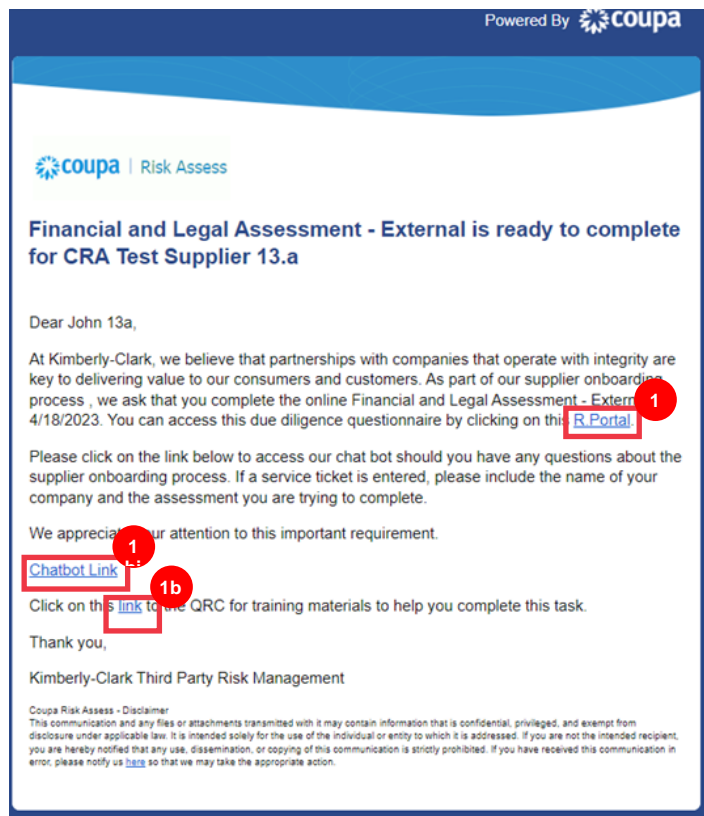 Powered By coupa
coupa | Risk Assess
Financial and Legal Assessment - External is ready to complete
for CRA Test Supplier 13.a
Dear John 13a,
At Kimberly-Clark, we believe that partnerships with companies that operate with integrity are
key to delivering value to our consumers and customers. As part of our supplier onboarding
process , we ask that you complete the online Financial and Legal Assessment - Extern
1
4/18/2023. You can access this due diligence questionnaire by clicking on this R.Portal.
Please click on the link below to access our chat bot should you have any questions about the
supplier onboarding process. If a service ticket is entered, please include the name of your
company and the assessment you are trying to complete.
We appreciat ur attention to this important requirement.
1
Chatbot Link
1b
Click on this link to the QRC for training materials to help you complete this task.
Thank you,
Kimberly-Clark Third Party Risk Management
Coupa Risk Assess - Disclaimer
This communication and any files or attachments transmitted with it may contain information that is confidential, privileged, and exempt from
disclosure under applicable law. It is intended solely for the use of the individual or entity to which it is addressed. If you are not the intended recipient,
you are hereby notified that any use, dissemination, or copying of this communication is strictly prohibited. If you have received this communication in
error, please notify us here so that we may take the appropriate action.